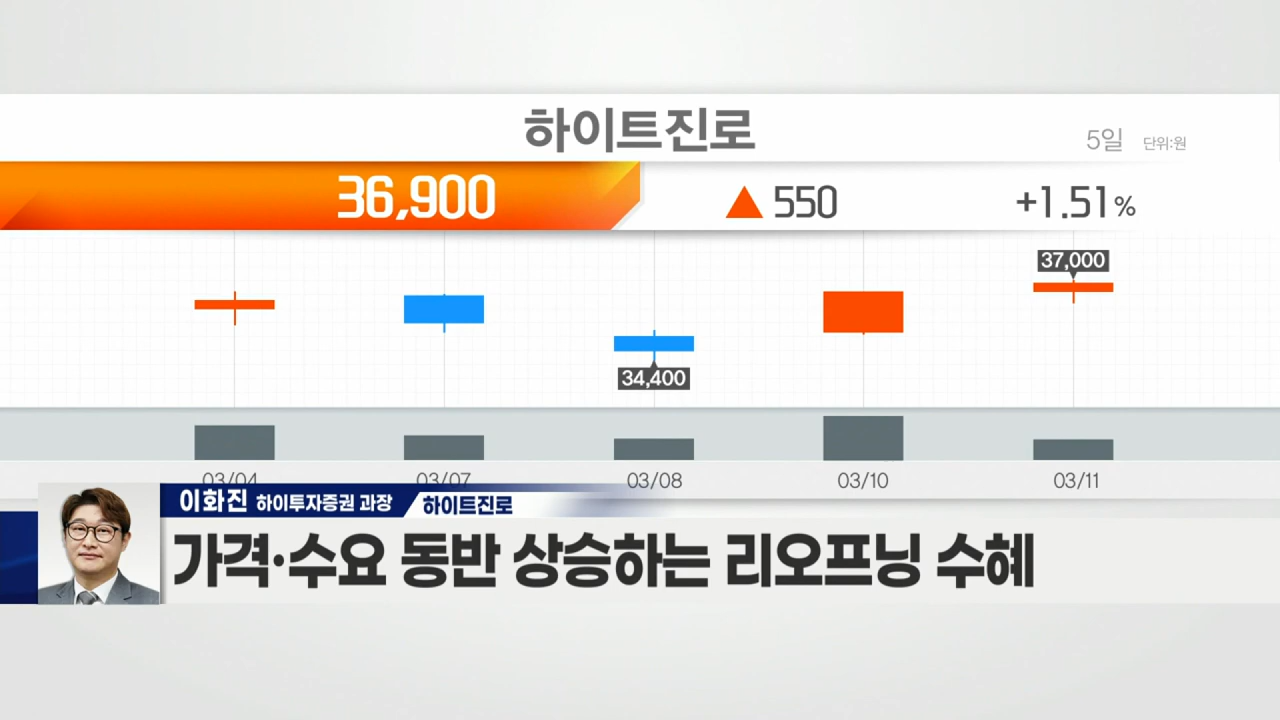 하이트진로
5일 단위:원
36,900 ▲ 550 +1.51%
37,000
34,400
03/04 03/07 03/08 03/10 03/11
이화진 하이투자증권 과장 하이트진로
가격·수요 동반 상승하는 리오프닝 수혜